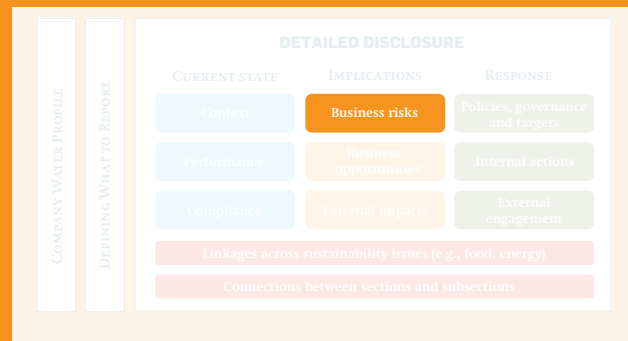 COMPANY WATER PROFILE
DEFINING WHAT TO REPORT
DETAILED DISCLOSURE
CURRENT STATE
IMPLICATIONS
RESPONSE
Context
Business risks
Policies, governance
and targets
Performance
Business
opportunities
Internal actions
Compliance
External impacts
External
engagement
Linkages across sustainability issues (e.g., food, energy)
Connections between sections and subsections